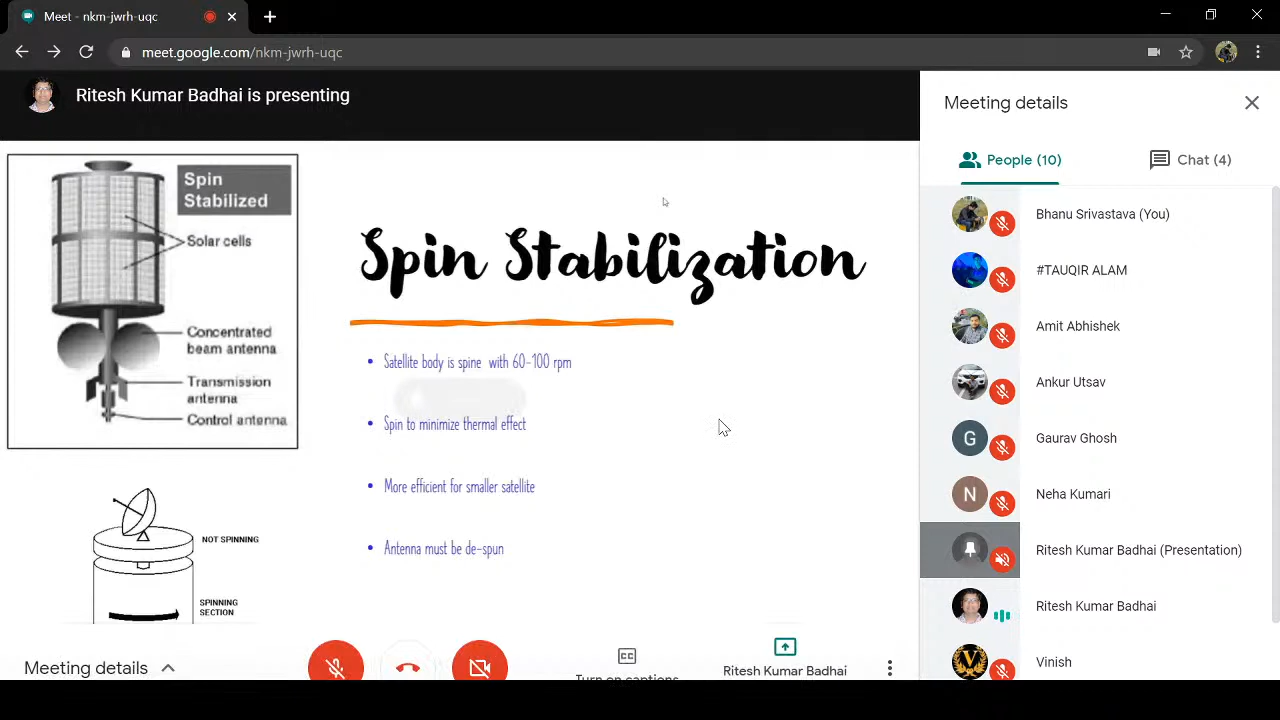 Meet - nkm-jwrh-uqc
meet.google.com/nkm-jwrh-uqc
Ritesh Kumar Badhai is presenting
Spin
Stabilized
Solar cells
Concentrated
beam antenna
Transmission
antenna
Control antenna
NOT SPINNING
SPINNING
SECTION
Spin Stabilization
• Satellite body is spine with 60-100 rpm
• Spin to minimize thermal effect
• More efficient for smaller satellite
• Antenna must be de-spun
Meeting details
People (10)
Chat (4)
Bhanu Srivastava (You)
#TAUQIR ALAM
Amit Abhishek
Ankur Utsav
G
Gaurav Ghosh
N
Neha Kumari
Ritesh Kumar Badhai (Presentation)
Ritesh Kumar Badhai
V
Vinish
Meeting details
CC
Turn on captions
Ritesh Kumar Badhai